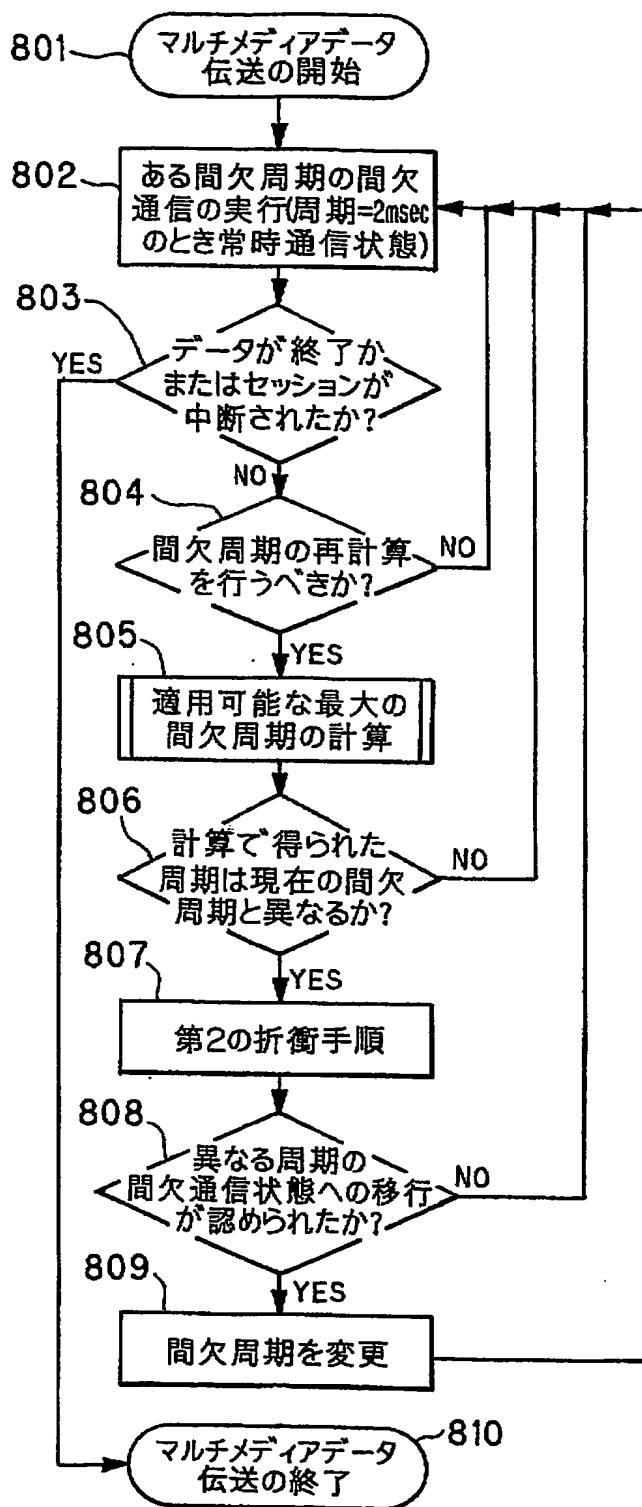 801
マルチメディアデータ
伝送の開始
802
ある間欠周期の間欠
通信の実行(周期=2msec
のとき常時通信状態)
803
YES
データが終了か
またはセッションが
中断されたか?
NO
804
間欠周期の再計算
を行うべきか?
NO
YES
805
適用可能な最大の
間欠周期の計算
806
計算で得られた
周期は現在の間欠
周期と異なるか?
NO
YES
807
第2の折衝手順
808
異なる周期の
間欠通信状態への移行
が認められたか?
NO
YES
809
間欠周期を変更
マルチメディアデータ
伝送の終了
810